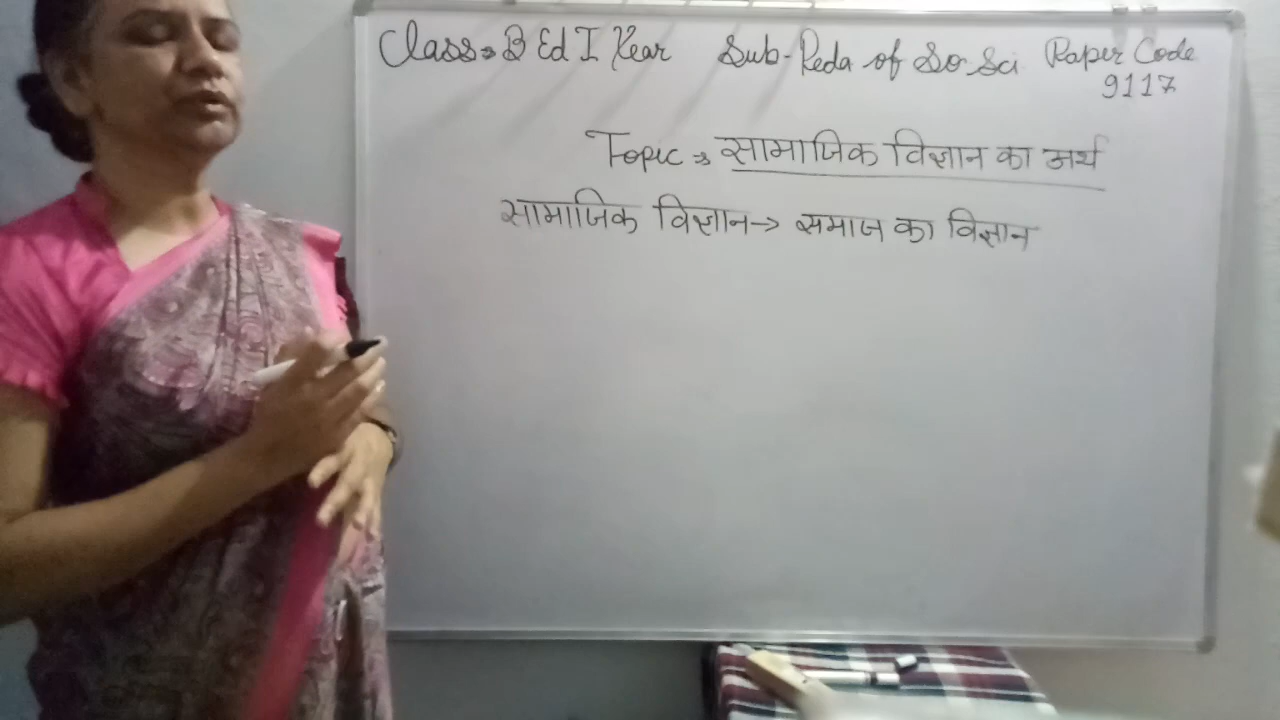 Class→ B Ed I Year Sub- Peda of So Sci Paper Code
9117
Topic → सामाजिक विज्ञान का अर्थ
सामाजिक विज्ञान→ समाज का विज्ञान